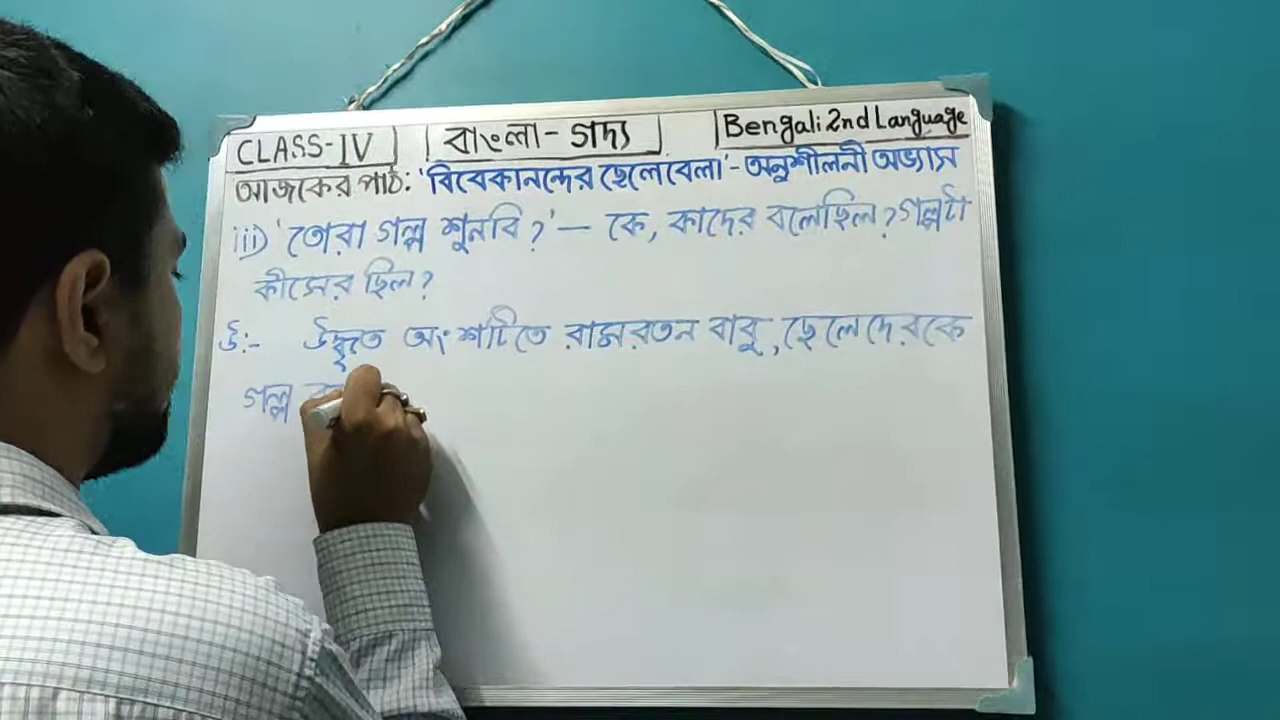 CLASS-IV বাংলা-গদ্য Bengali 2nd Language
আজকের পাঠ: 'বিবেকানন্দের ছেলেবেলা' - অনুশীলনী অভ্যাস
iii) 'তোরা গল্প শুনবি?' — কে, কাদের বলেছিল? গল্পটা
কীসের ছিল?
উ:- উদ্ধৃত অংশটিতে রামরতন বাবু, ছেলেদেরকে
গল্প